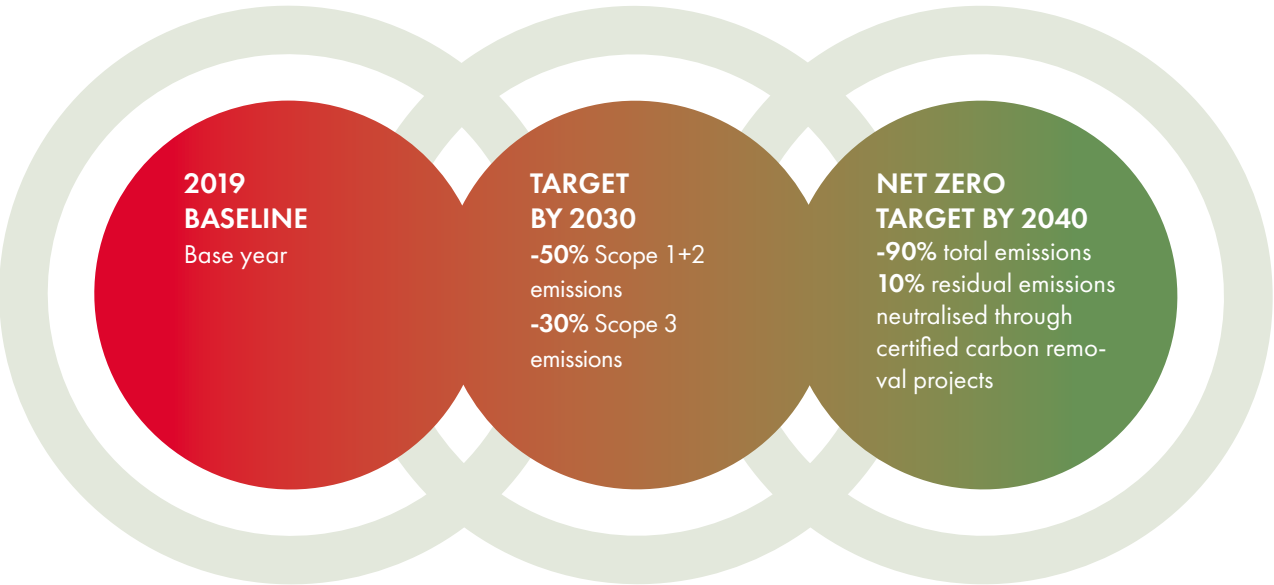 2019
BASELINE
Base year
TARGET
BY 2030
-50% Scope 1+2
emissions
-30% Scope 3
emissions
NET ZERO
TARGET BY 2040
-90% total emissions
10% residual emissions
neutralised through
certified carbon remo-
val projects